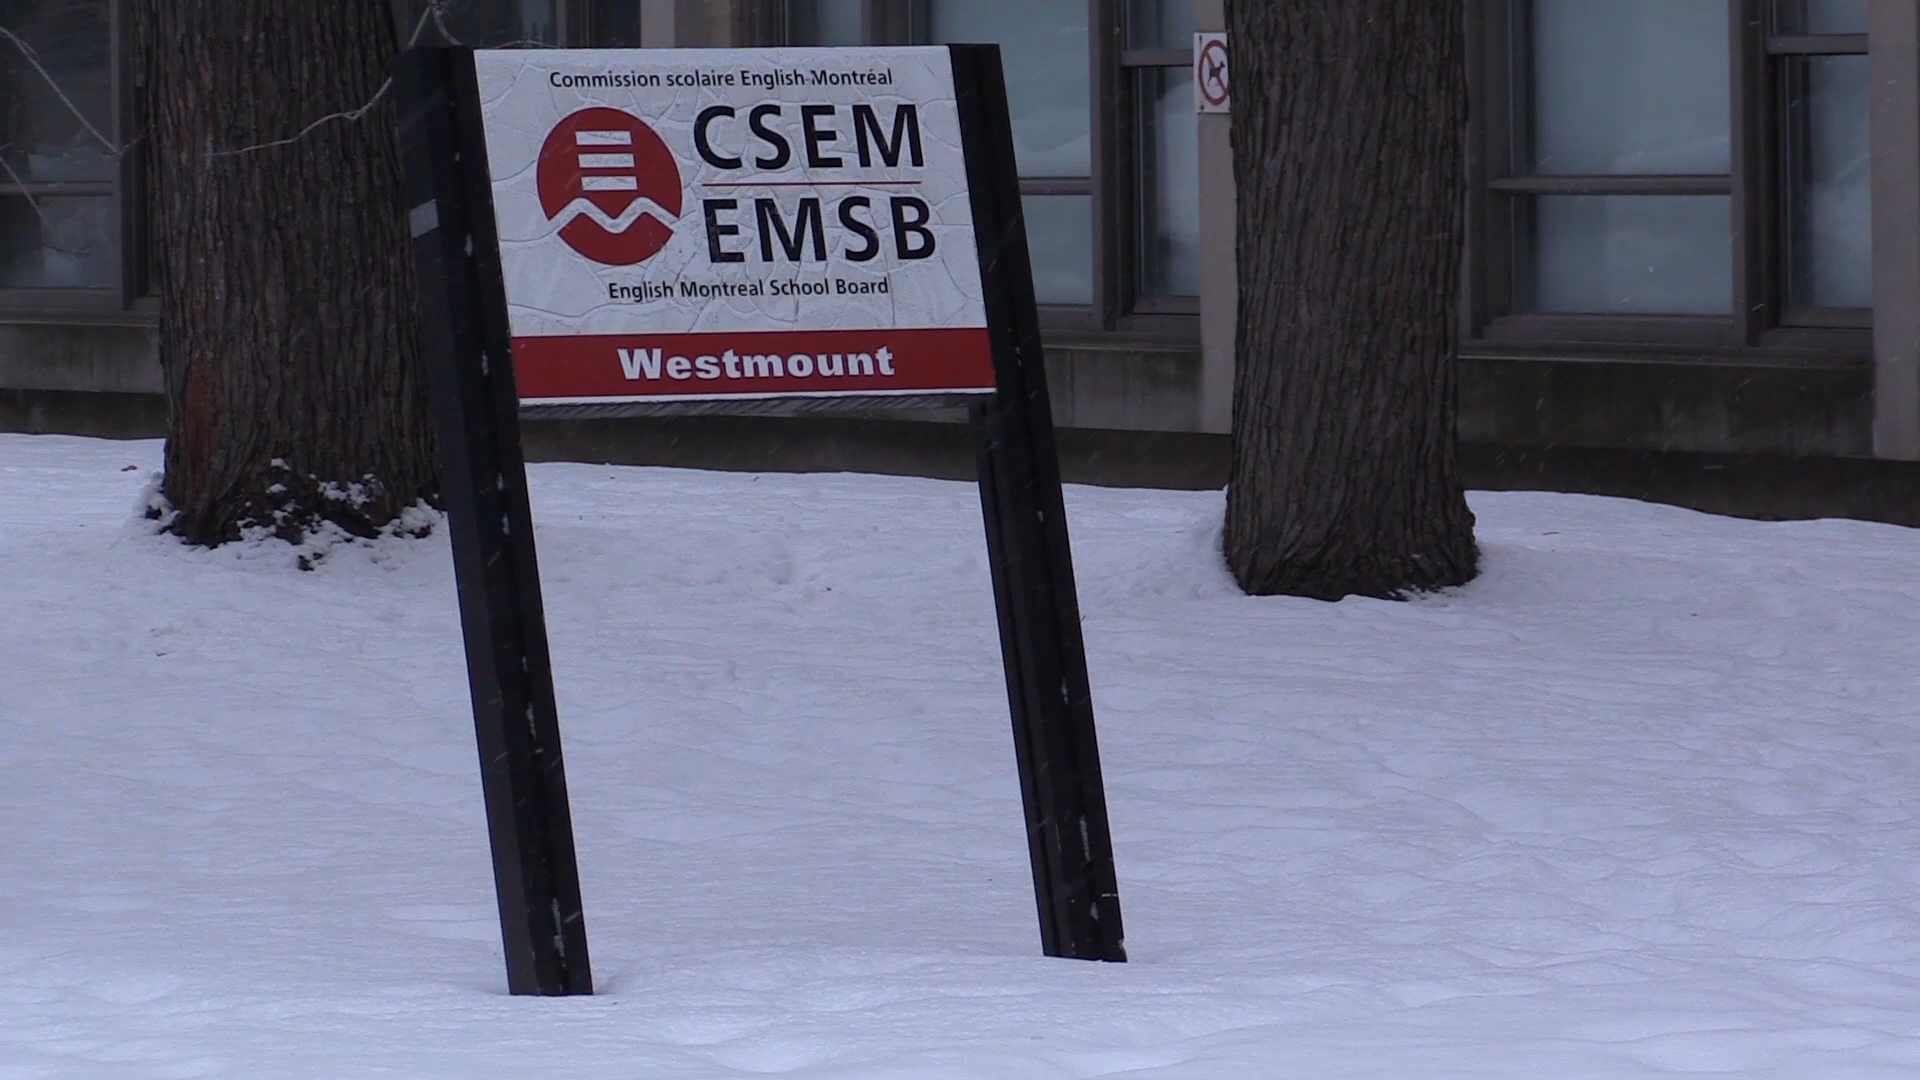 Commission scolaire English-Montréal
CSEM
EMSB
English Montreal School Board
Westmount